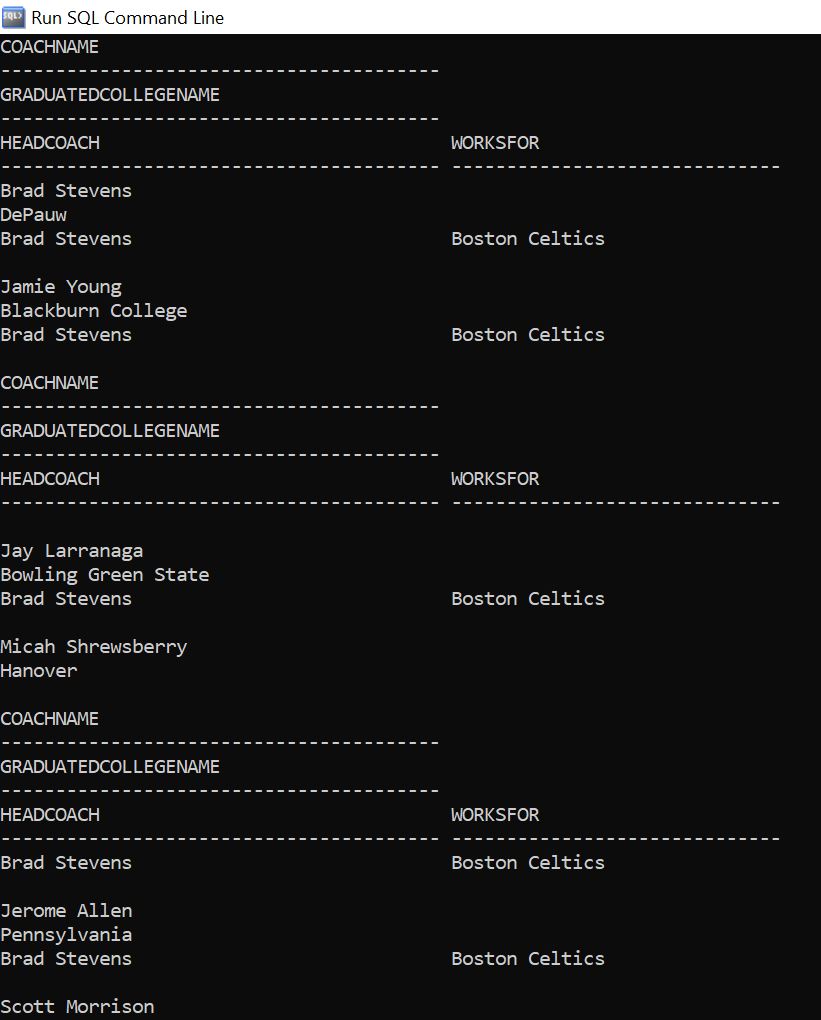 Run SQL Command Line
COACHNAME
----------------------------------------
GRADUATEDCOLLEGENAME
----------------------------------------
HEADCOACH WORKSFOR
---------------------------------------- ------------------------------
Brad Stevens
DePauw
Brad Stevens Boston Celtics
Jamie Young
Blackburn College
Brad Stevens Boston Celtics
COACHNAME
----------------------------------------
GRADUATEDCOLLEGENAME
----------------------------------------
HEADCOACH WORKSFOR
---------------------------------------- ------------------------------
Jay Larranaga
Bowling Green State
Brad Stevens Boston Celtics
Micah Shrewsberry
Hanover
COACHNAME
----------------------------------------
GRADUATEDCOLLEGENAME
----------------------------------------
HEADCOACH WORKSFOR
---------------------------------------- ------------------------------
Brad Stevens Boston Celtics
Jerome Allen
Pennsylvania
Brad Stevens Boston Celtics
Scott Morrison